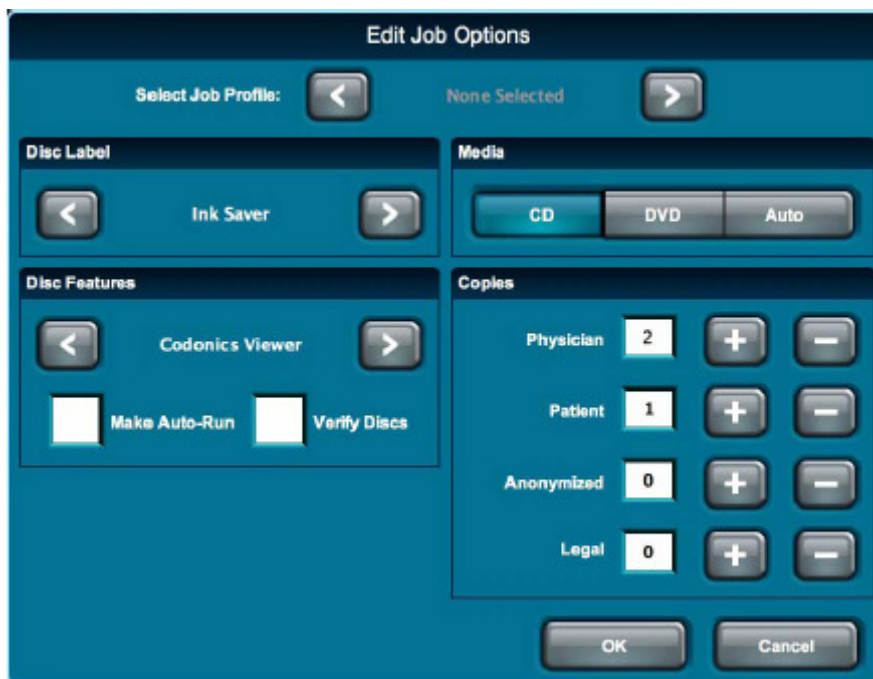 Edit Job Options
Select Job Profile: < None Selected >
Disc Label
< Ink Saver >
Media
CD DVD Auto
Disc Features
< Codonics Viewer >
Make Auto-Run Verify Discs
Copies
Physician 2 + −
Patient 1 + −
Anonymized 0 + −
Legal 0 + −
OK Cancel